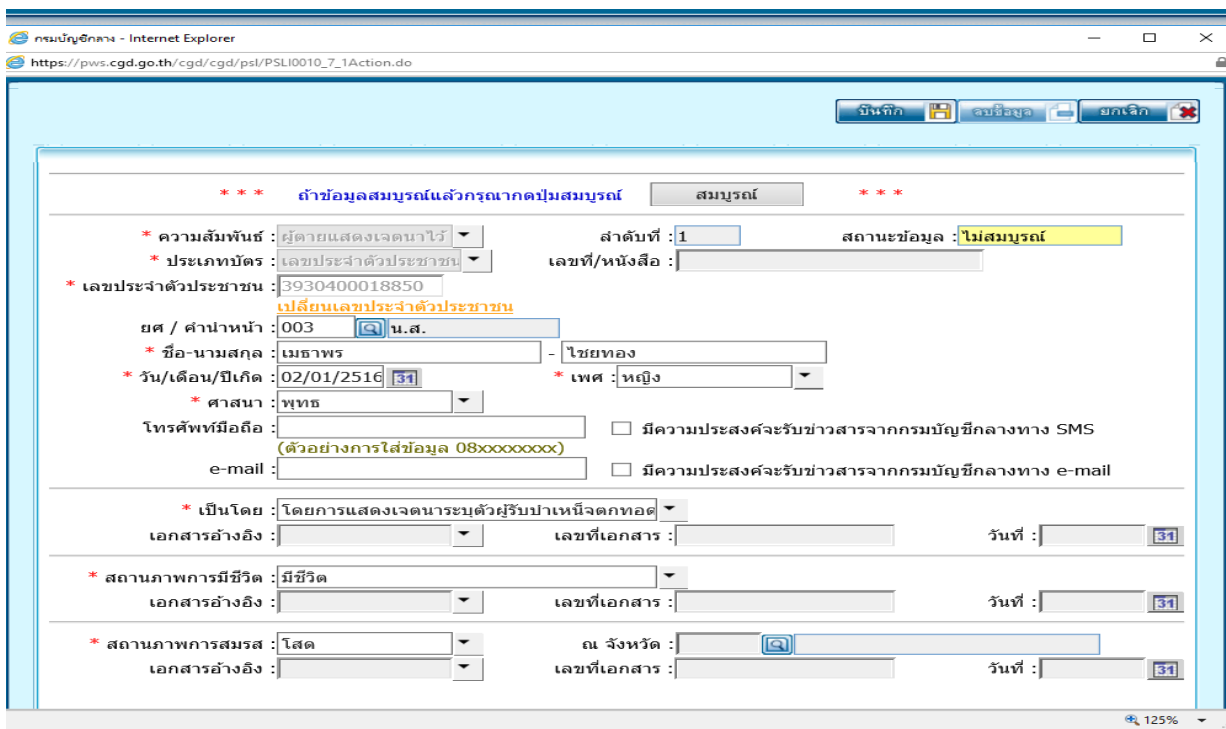 กรมบัญชีกลาง - Internet Explorer
https://pws.cgd.go.th/cgd/cgd/psl/PSLI0010_7_1Action.do
บันทึก ลบข้อมูล ยกเลิก
* * * ถ้าข้อมูลสมบูรณ์แล้วกรุณากดปุ่มสมบูรณ์ สมบูรณ์ * * *
* ความสัมพันธ์ : ผู้ตายแสดงเจตนาไว้ ลำดับที่ : 1 สถานะข้อมูล : ไม่สมบูรณ์
* ประเภทบัตร : เลขประจำตัวประชาชน เลขที่/หนังสือ :
* เลขประจำตัวประชาชน : 3930400018850
เปลี่ยนเลขประจำตัวประชาชน
ยศ / คำนำหน้า : 003 น.ส.
* ชื่อ-นามสกุล : เมธาพร - ไชยทอง
* วัน/เดือน/ปีเกิด : 02/01/2516 31 * เพศ : หญิง
* ศาสนา : พุทธ
โทรศัพท์มือถือ : มีความประสงค์จะรับข่าวสารจากกรมบัญชีกลางทาง SMS
(ตัวอย่างการใส่ข้อมูล 08xxxxxxxx)
e-mail : มีความประสงค์จะรับข่าวสารจากกรมบัญชีกลางทาง e-mail
* เป็นโดย : โดยการแสดงเจตนาระบุตัวผู้รับบำเหน็จตกทอด
เอกสารอ้างอิง : เลขที่เอกสาร : วันที่ : 31
* สถานภาพการมีชีวิต : มีชีวิต
เอกสารอ้างอิง : เลขที่เอกสาร : วันที่ : 31
* สถานภาพการสมรส : โสด ณ จังหวัด :
เอกสารอ้างอิง : เลขที่เอกสาร : วันที่ : 31
125%